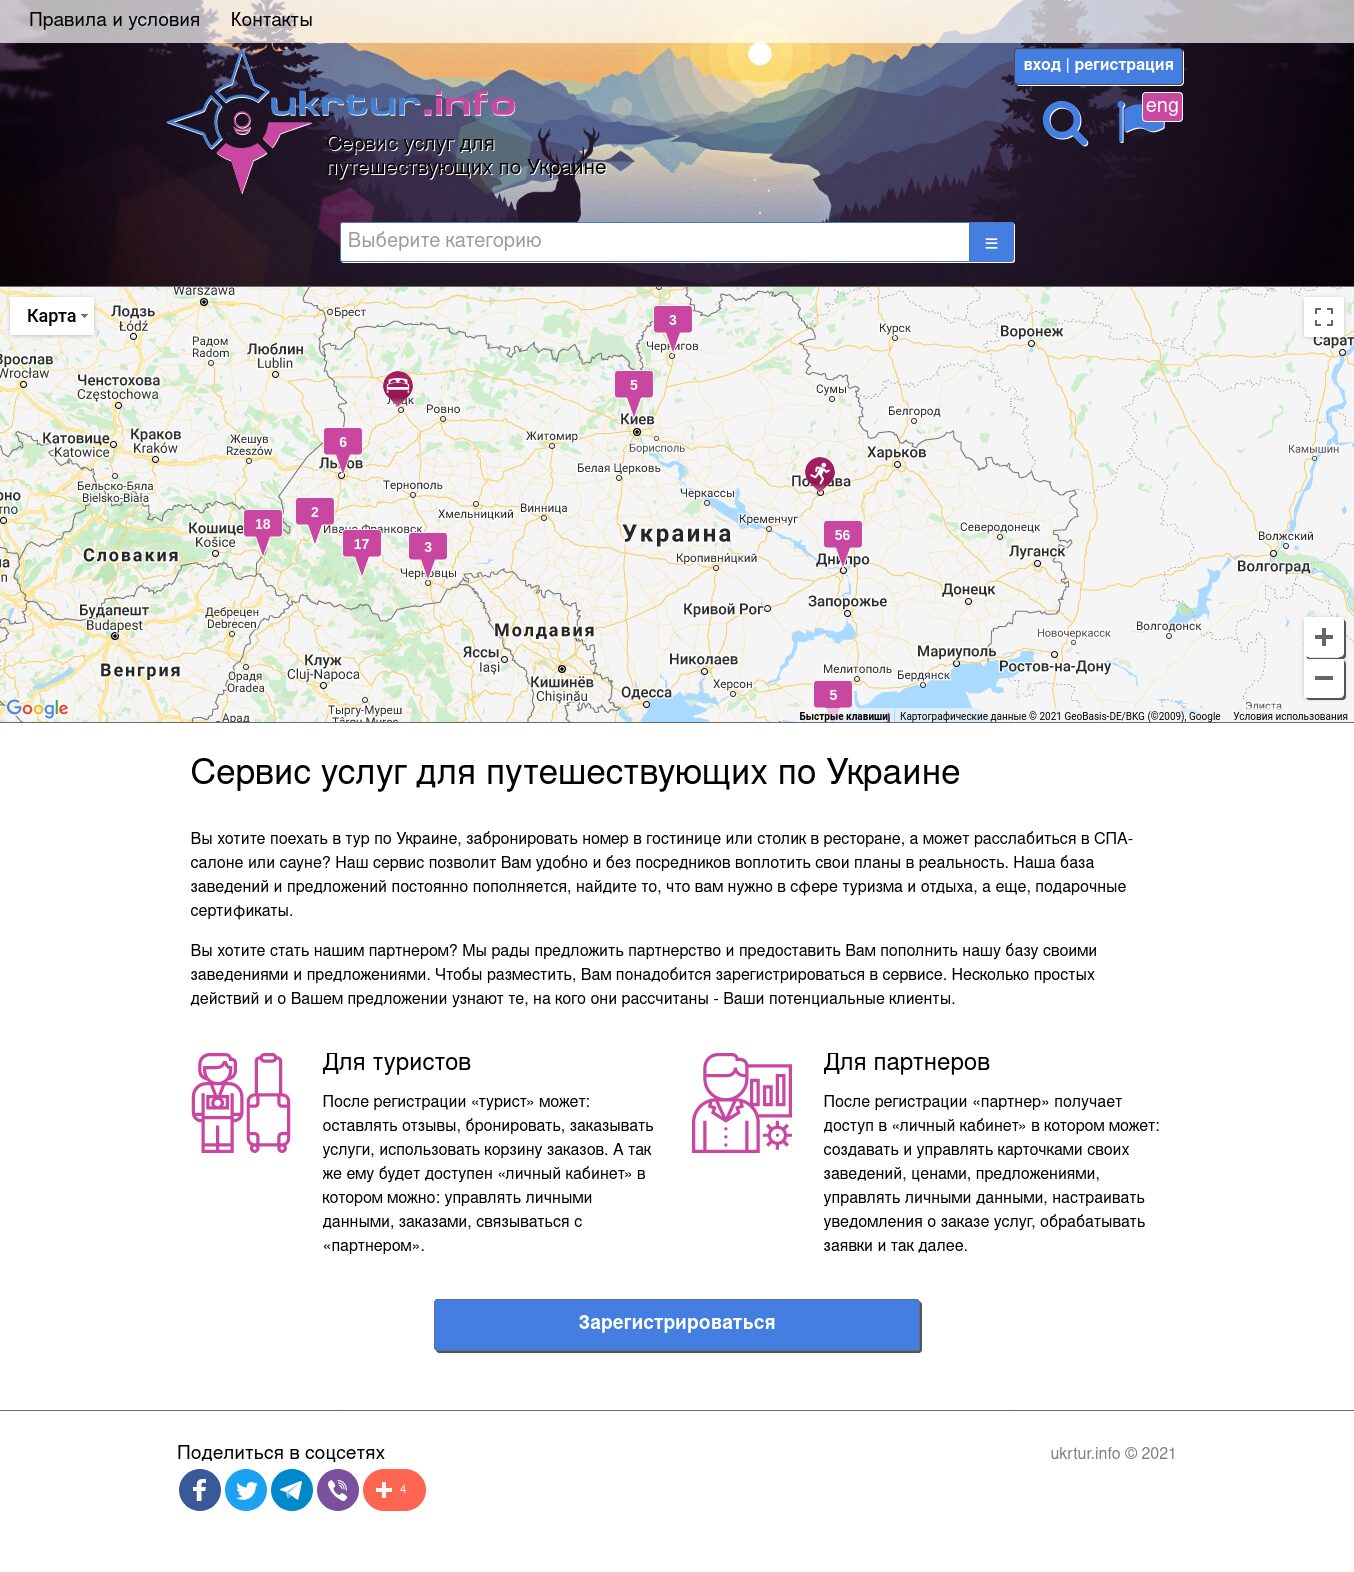 Правила и условия Контакты
вход | регистрация
ukrtur.info
eng
Сервис услуг для
путешествующих по Украине
Выберите категорию
Карта
Warszawa
Брест
Лодзь
Łódź
Радом
Radom
Люблин
Lublin
3
Чернигов
Курск
Воронеж
Сарат
Wrocław
Ченстохова
Częstochowa
Ровно
5
Киев
Сумы
Белгород
Катовице
Katowice
Краков
Kraków
Жешув
Rzeszów
6
Житомир
Борисполь
Харьков
Камышин
Бельско-Бяла
Bielsko-Biała
Тернополь
Белая Церковь
Черкассы
Хмельницкий
Винница
Кременчуг
18
2
17
3
56
Кошице
Košice
Словакия
Украина
Кропивни́цкий
Северодонецк
Луганск
Волжский
Волгоград
Черновцы
Днипро
Донецк
Будапешт
Budapest
Дебрецен
Debrecen
Кривой Рог
Запорожье
Молдавия
Новочеркасск
Волгодонск
Венгрия
Орадя
Oradea
Клуж
Cluj-Napoca
Яссы
Iași
Кишинёв
Chișinău
Николаев
Херсон
Одесса
Мелитополь
Бердянск
Мариуполь
Ростов-на-Дону
5
Тыргу-Муреш
Târgu Mureș
Арад
Элиста
Google
Быстрые клавиши Картографические данные © 2021 GeoBasis-DE/BKG (©2009), Google Условия использования
Сервис услуг для путешествующих по Украине
Вы хотите поехать в тур по Украине, забронировать номер в гостинице или столик в ресторане, а может расслабиться в СПА-
салоне или сауне? Наш сервис позволит Вам удобно и без посредников воплотить свои планы в реальность. Наша база
заведений и предложений постоянно пополняется, найдите то, что вам нужно в сфере туризма и отдыха, а еще, подарочные
сертификаты.
Вы хотите стать нашим партнером? Мы рады предложить партнерство и предоставить Вам пополнить нашу базу своими
заведениями и предложениями. Чтобы разместить, Вам понадобится зарегистрироваться в сервисе. Несколько простых
действий и о Вашем предложении узнают те, на кого они рассчитаны - Ваши потенциальные клиенты.
Для туристов
После регистрации «турист» может:
оставлять отзывы, бронировать, заказывать
услуги, использовать корзину заказов. А так
же ему будет доступен «личный кабинет» в
котором можно: управлять личными
данными, заказами, связываться с
«партнером».
Для партнеров
После регистрации «партнер» получает
доступ в «личный кабинет» в котором может:
создавать и управлять карточками своих
заведений, ценами, предложениями,
управлять личными данными, настраивать
уведомления о заказе услуг, обрабатывать
заявки и так далее.
Зарегистрироваться
Поделиться в соцсетях
ukrtur.info © 2021
4